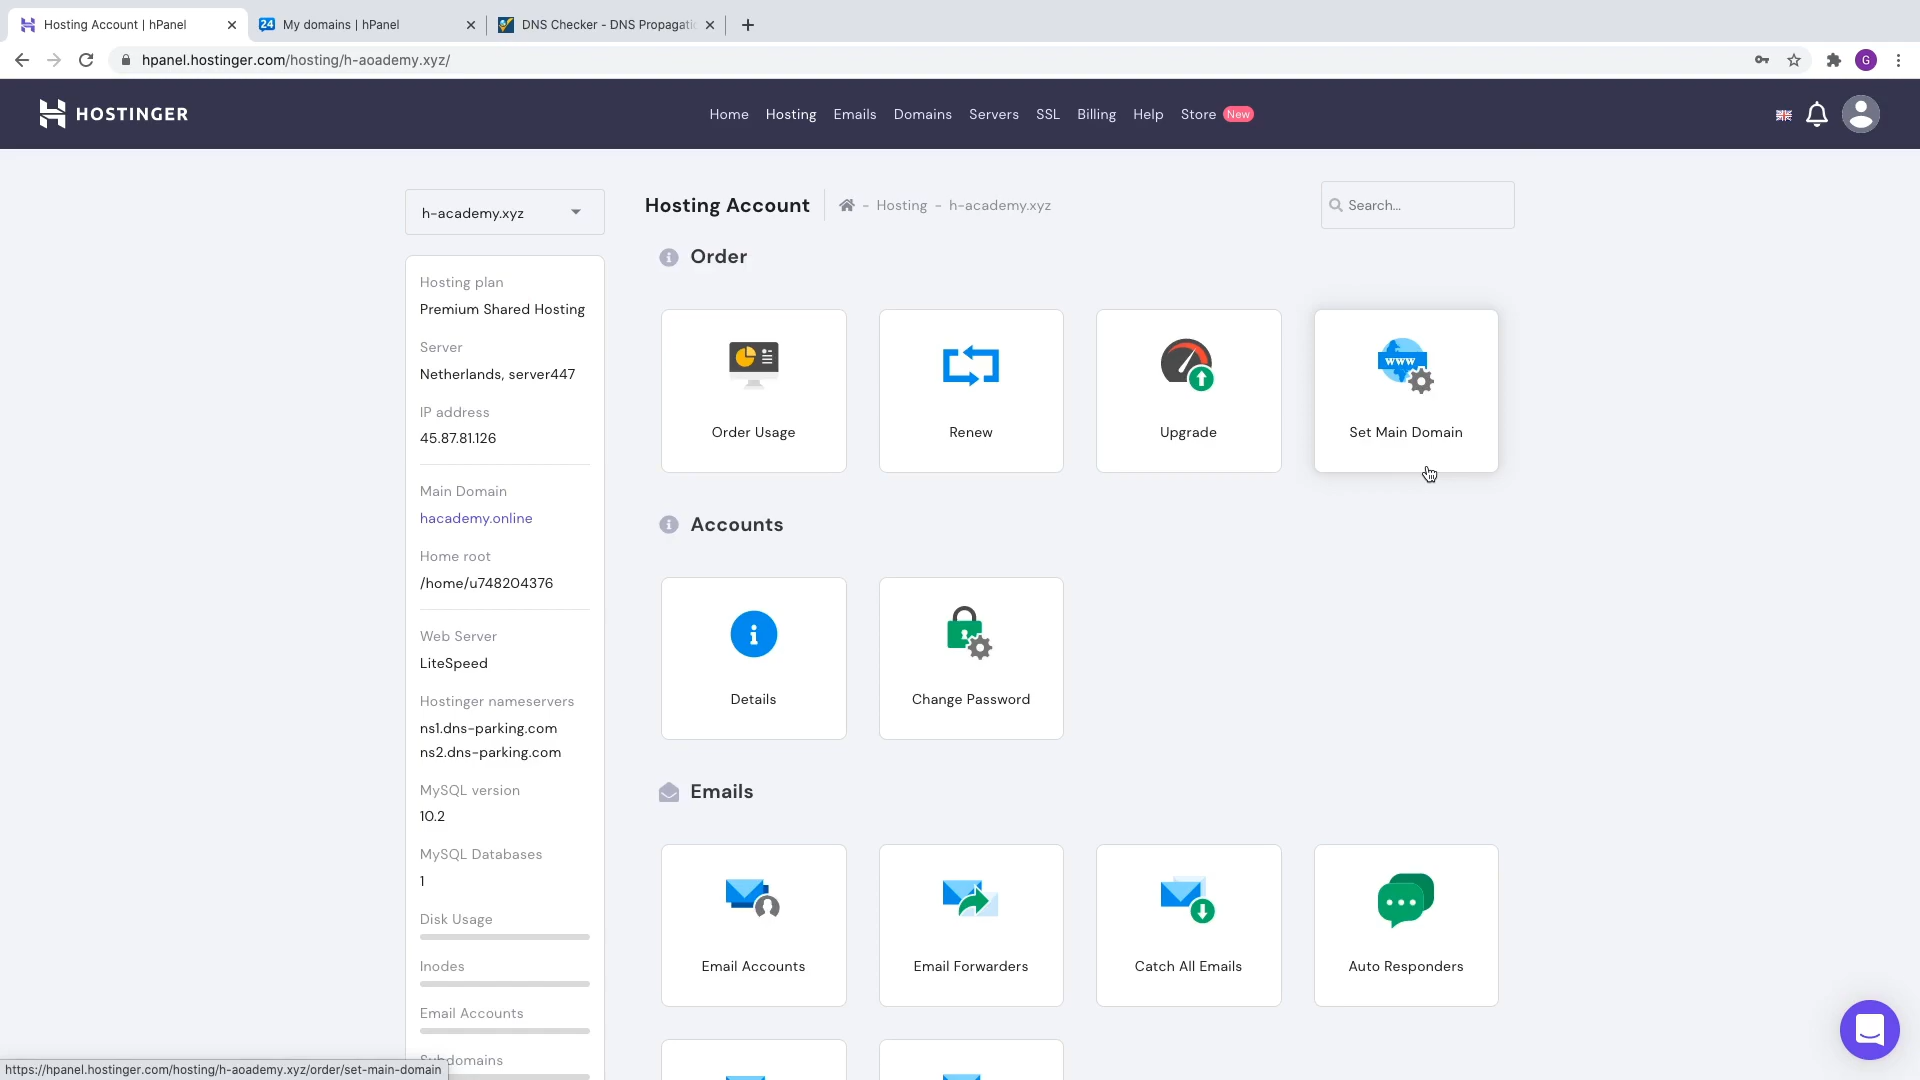 Hosting Account | hPanel
24
My domains | hPanel
DNS Checker - DNS Propagati
hpanel.hostinger.com/hosting/h-aoademy.xyz/
G
HOSTINGER
Home
Hosting
Emails
Domains
Servers
SSL
Billing
Help
Store
New
h-academy.xyz
Hosting Account
- Hosting - h-academy.xyz
Search...
Hosting plan
Premium Shared Hosting
Server
Netherlands, server447
IP address
45.87.81.126
Main Domain
hacademy.online
Home root
/home/u748204376
Web Server
LiteSpeed
Hostinger nameservers
ns1.dns-parking.com
ns2.dns-parking.com
MySQL version
10.2
MySQL Databases
1
Disk Usage
Inodes
Email Accounts
Subdomains
Order
Order Usage
Renew
Upgrade
www
Set Main Domain
Accounts
Details
Change Password
Emails
Email Accounts
Email Forwarders
Catch All Emails
Auto Responders
https://hpanel.hostinger.com/hosting/h-aoademy.xyz/order/set-main-domain